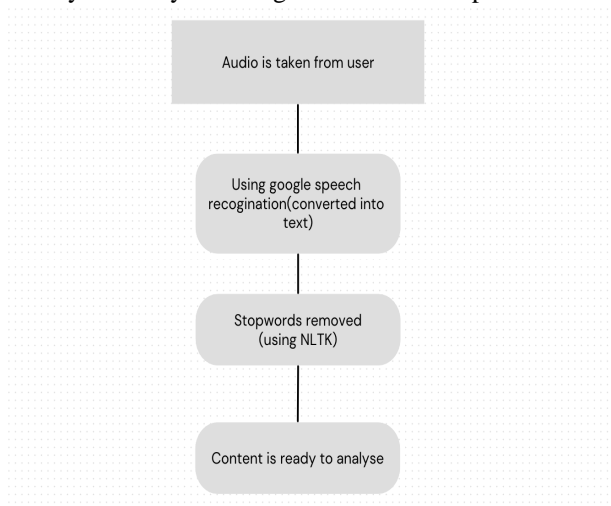 Audio is taken from user
Using google speech
recogination(converted into
text)
Stopwords removed
(using NLTK)
Content is ready to analyse